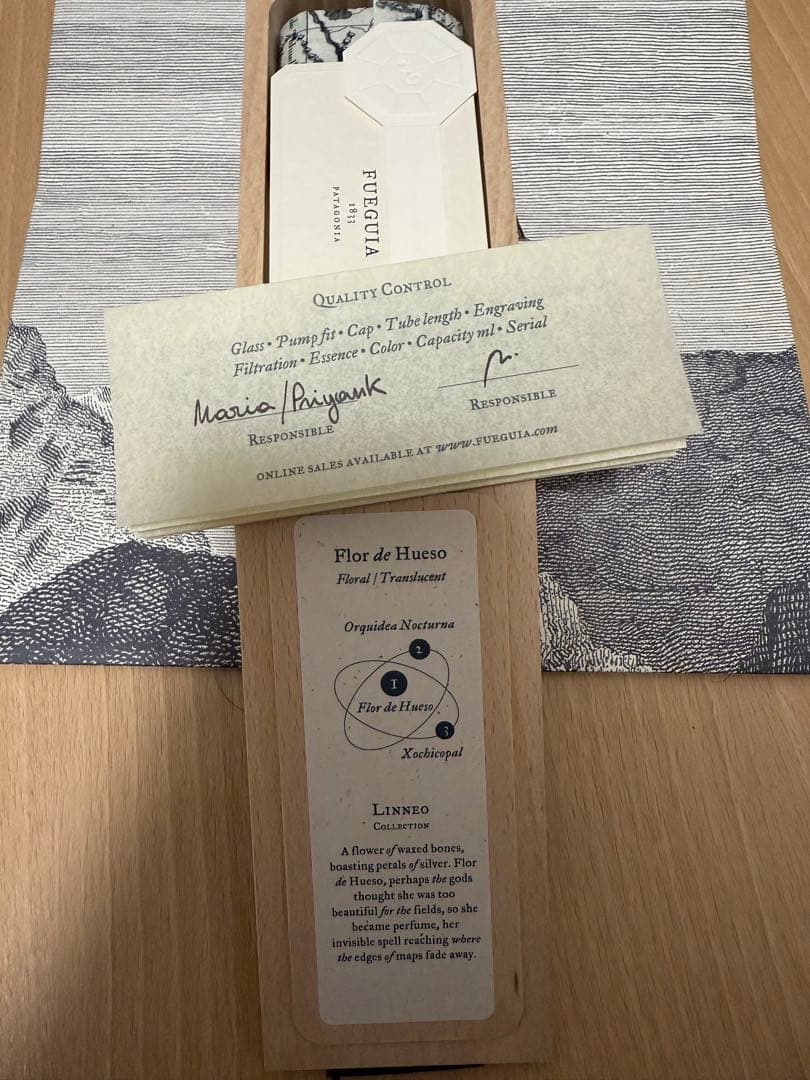 FUEGUIA
1833
PATAGONIA
QUALITY CONTROL
Glass • Pump fit • Cap • Tube length • Engraving
Filtration • Essence • Color • Capacity ml • Serial
Maria/Priyank
RESPONSIBLE
RESPONSIBLE
ONLINE SALES AVAILABLE AT www.FUEGUIA.com
Flor de Hueso
Floral | Translucent
Orquidea Nocturna
2
1
Flor de Hueso
3
Xochicopal
LINNEO
COLLECTION
A flower of waxed bones,
boasting petals of silver. Flor
de Hueso, perhaps the gods
thought she was too
beautiful for the fields, so she
became perfume, her
invisible spell reaching where
the edges of maps fade away.